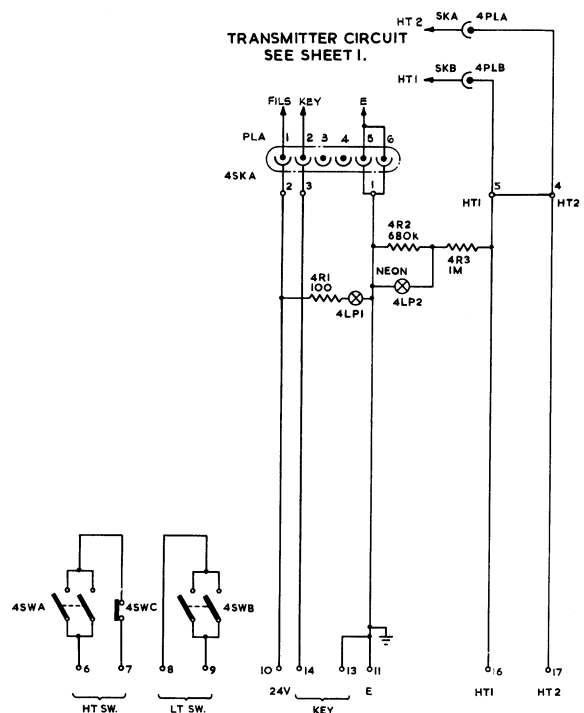 HT 2 SKA 4PLA
TRANSMITTER CIRCUIT
SEE SHEET 1.
HT1 SKB 4PLB
FILS KEY E
PLA 1 2 3 4 5 6
4SKA
2 3 1
5 4
HT1 HT2
4R2
680k
4R3
1M
NEON
4LP2
4R1
100
4LP1
4SWA 4SWC 4SWB
6 7 8 9 10 14 13 11 16 17
24V E HT1 HT2
HT SW. LT SW. KEY